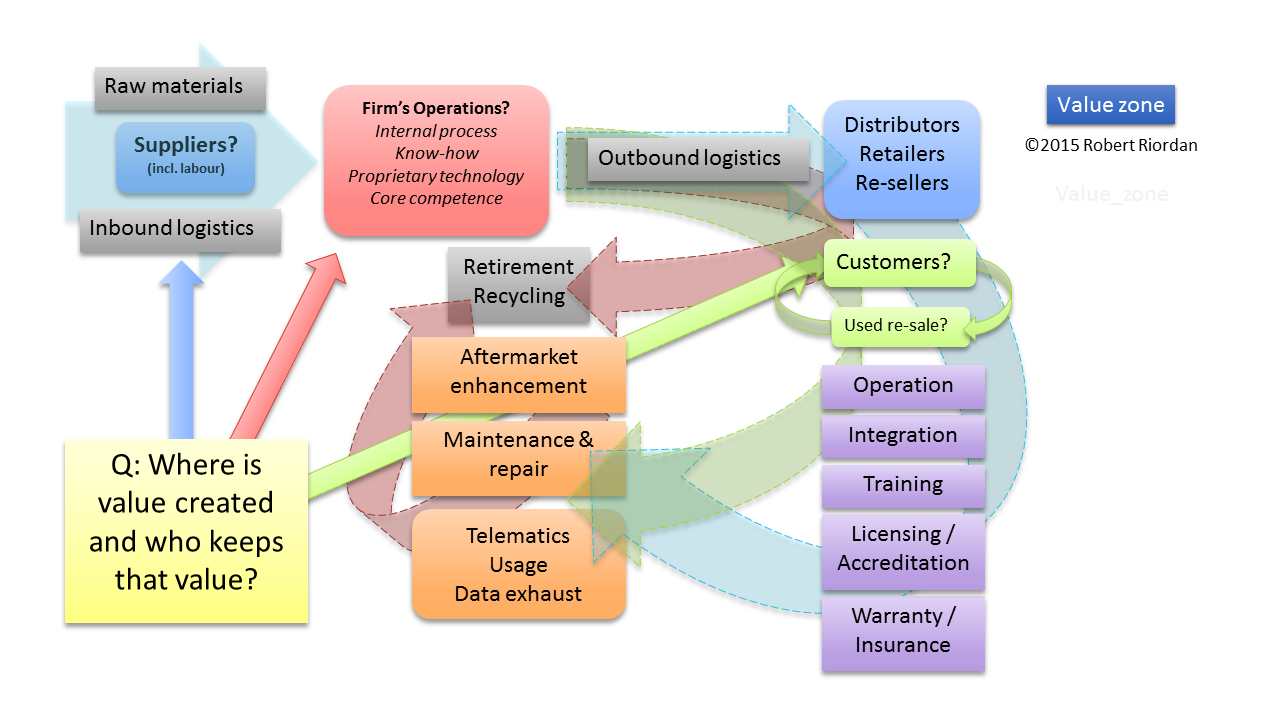 Raw materials
Suppliers?
(incl. labour)
Inbound logistics
Firm’s Operations?
Internal process
Know-how
Proprietary technology
Core competence
Outbound logistics
Distributors
Retailers
Re-sellers
Value zone
©2015 Robert Riordan
Value_zone
Retirement
Recycling
Customers?
Used re-sale?
Aftermarket
enhancement
Maintenance &
repair
Telematics
Usage
Data exhaust
Operation
Integration
Training
Licensing /
Accreditation
Warranty /
Insurance
Q: Where is
value created
and who keeps
that value?